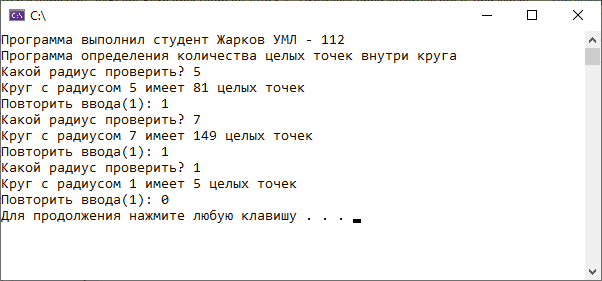 C:\
Программа выполнил студент Жарков УМЛ - 112
Программа определения количества целых точек внутри круга
Какой радиус проверить? 5
Круг с радиусом 5 имеет 81 целых точек
Повторить ввода(1): 1
Какой радиус проверить? 7
Круг с радиусом 7 имеет 149 целых точек
Повторить ввода(1): 1
Какой радиус проверить? 1
Круг с радиусом 1 имеет 5 целых точек
Повторить ввода(1): 0
Для продолжения нажмите любую клавишу . . .